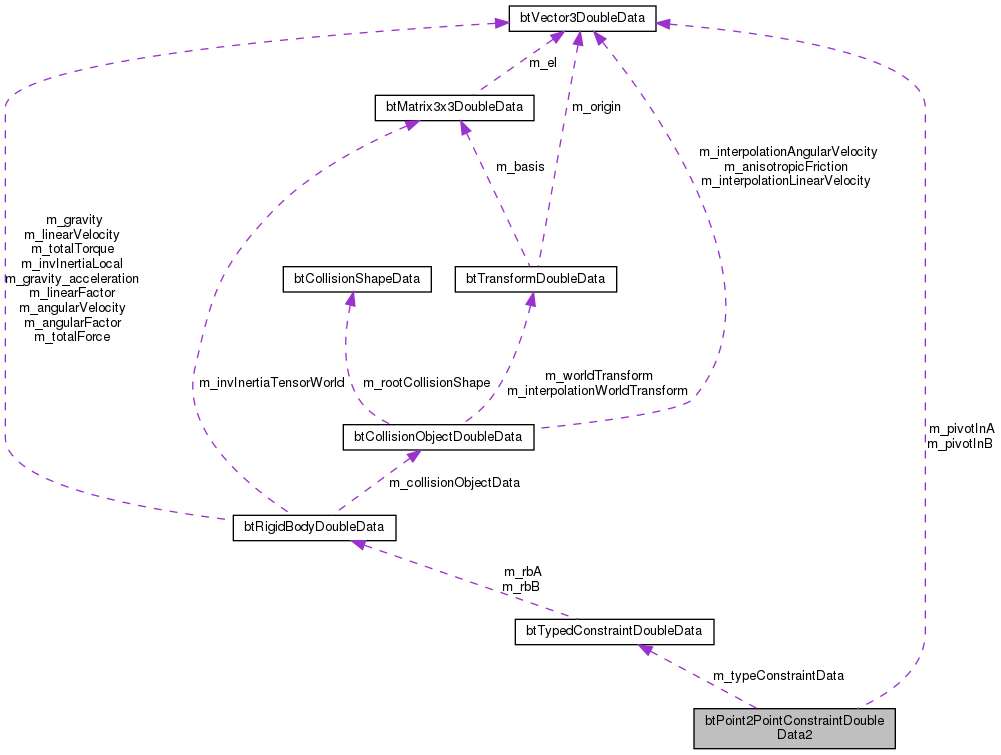 btVector3DoubleData
m_el
btMatrix3x3DoubleData
m_origin
m_interpolationAngularVelocity
m_anisotropicFriction
m_interpolationLinearVelocity
m_basis
m_gravity
m_linearVelocity
m_totalTorque
m_invInertiaLocal
m_gravity_acceleration
m_linearFactor
m_angularVelocity
m_angularFactor
m_totalForce
btCollisionShapeData
btTransformDoubleData
m_invInertiaTensorWorld
m_rootCollisionShape
m_worldTransform
m_interpolationWorldTransform
btCollisionObjectDoubleData
m_pivotInA
m_pivotInB
m_collisionObjectData
btRigidBodyDoubleData
m_rbA
m_rbB
btTypedConstraintDoubleData
m_typeConstraintData
btPoint2PointConstraintDouble
Data2